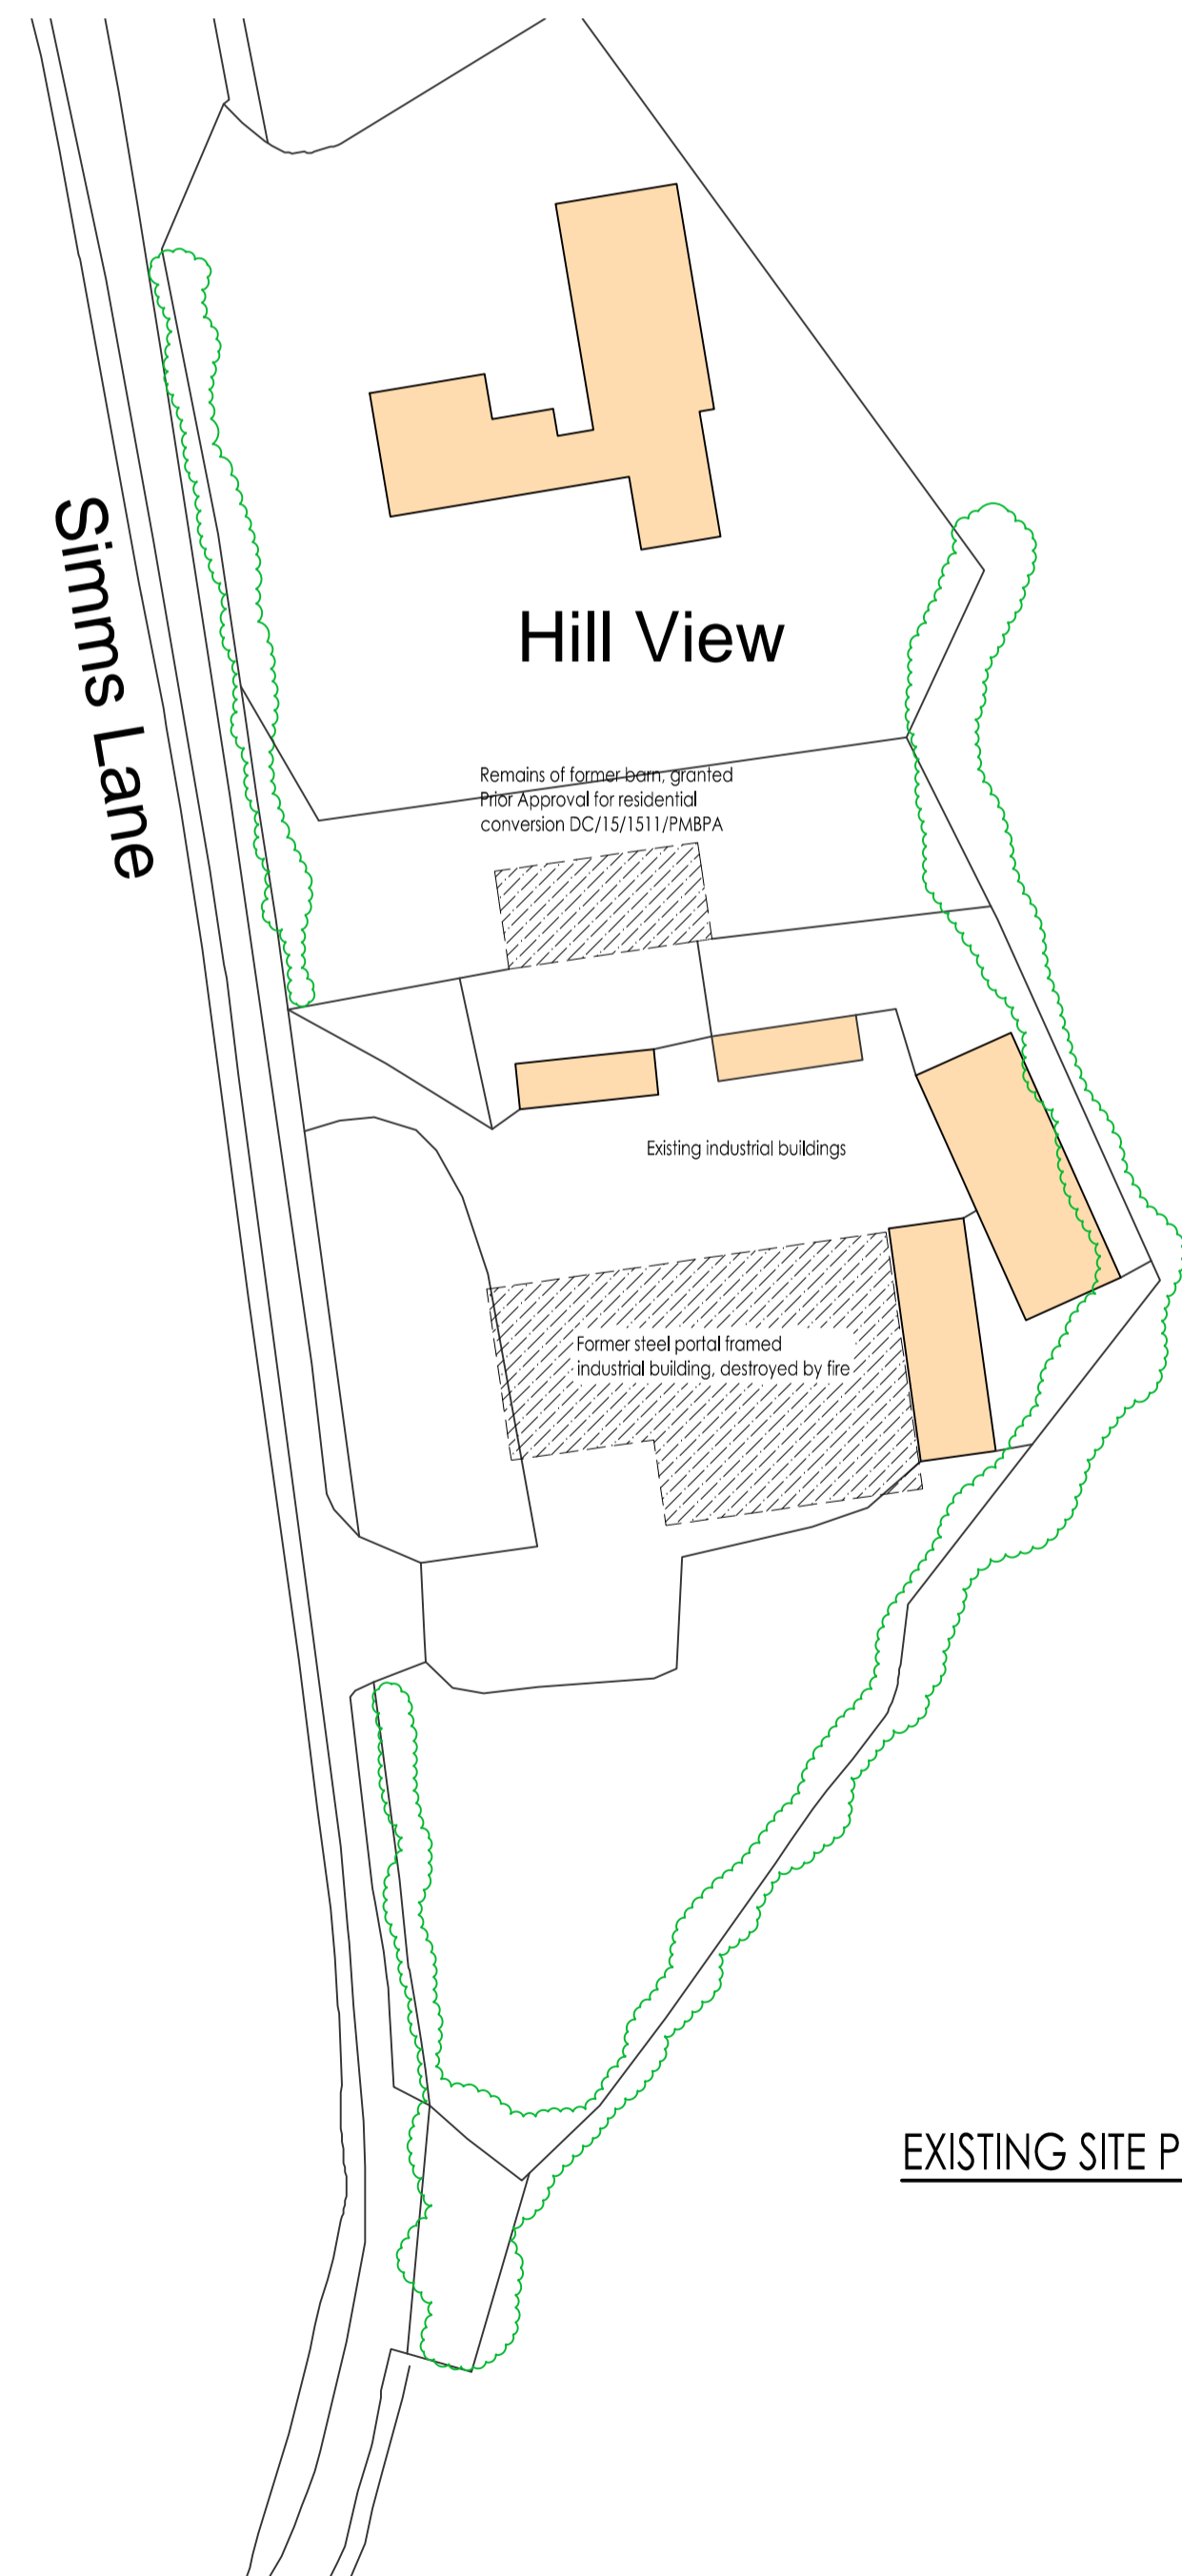 Simms Lane
Hill View
Remains of former barn, granted
Prior Approval for residential
conversion DC/15/1511/PMBPA
Existing industrial buildings
Former steel portal framed
industrial building, destroyed by fire
EXISTING SITE P